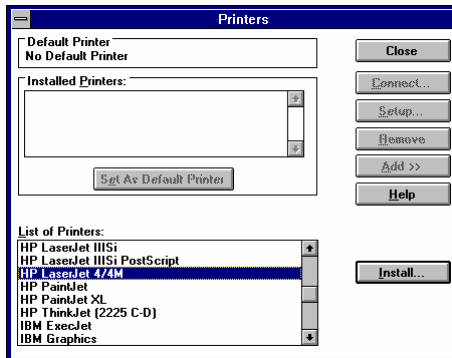 Printers
Default Printer
No Default Printer
Installed Printers:
Set As Default Printer
List of Printers:
HP LaserJet IIISi
HP LaserJet IIISi PostScript
HP LaserJet 4/4M
HP PaintJet
HP PaintJet XL
HP ThinkJet (2225 C-D)
IBM ExecJet
IBM Graphics
Close
Connect...
Setup...
Remove
Add >>
Help
Install...